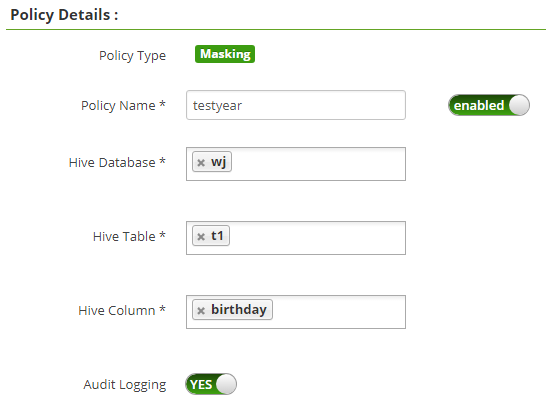 Policy Details :
Policy Type Masking
Policy Name * testyear enabled
Hive Database * × wj
Hive Table * × t1
Hive Column * × birthday
Audit Logging YES